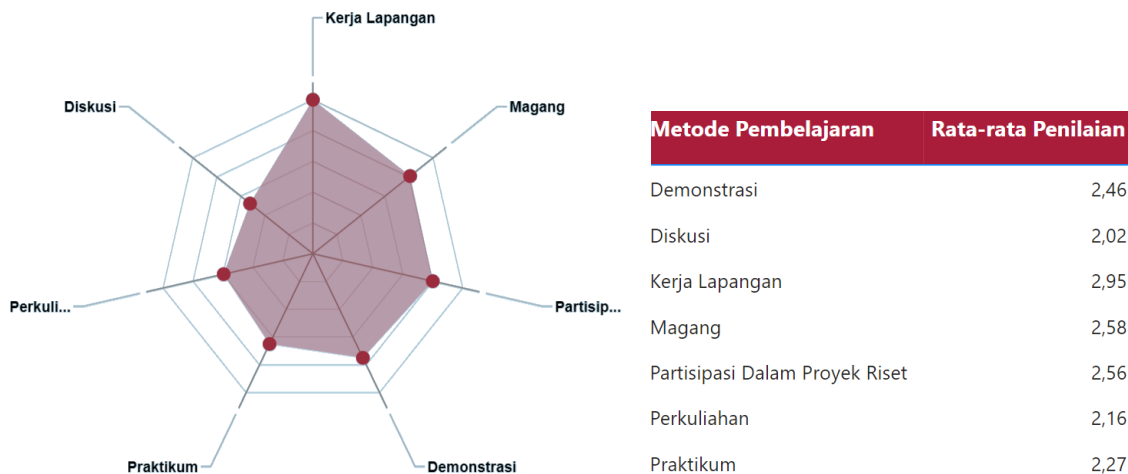 Kerja Lapangan
Diskusi
Magang
Perkuli...
Partisip...
Praktikum
Demonstrasi
Metode Pembelajaran Rata-rata Penilaian
Demonstrasi 2,46
Diskusi 2,02
Kerja Lapangan 2,95
Magang 2,58
Partisipasi Dalam Proyek Riset 2,56
Perkuliahan 2,16
Praktikum 2,27